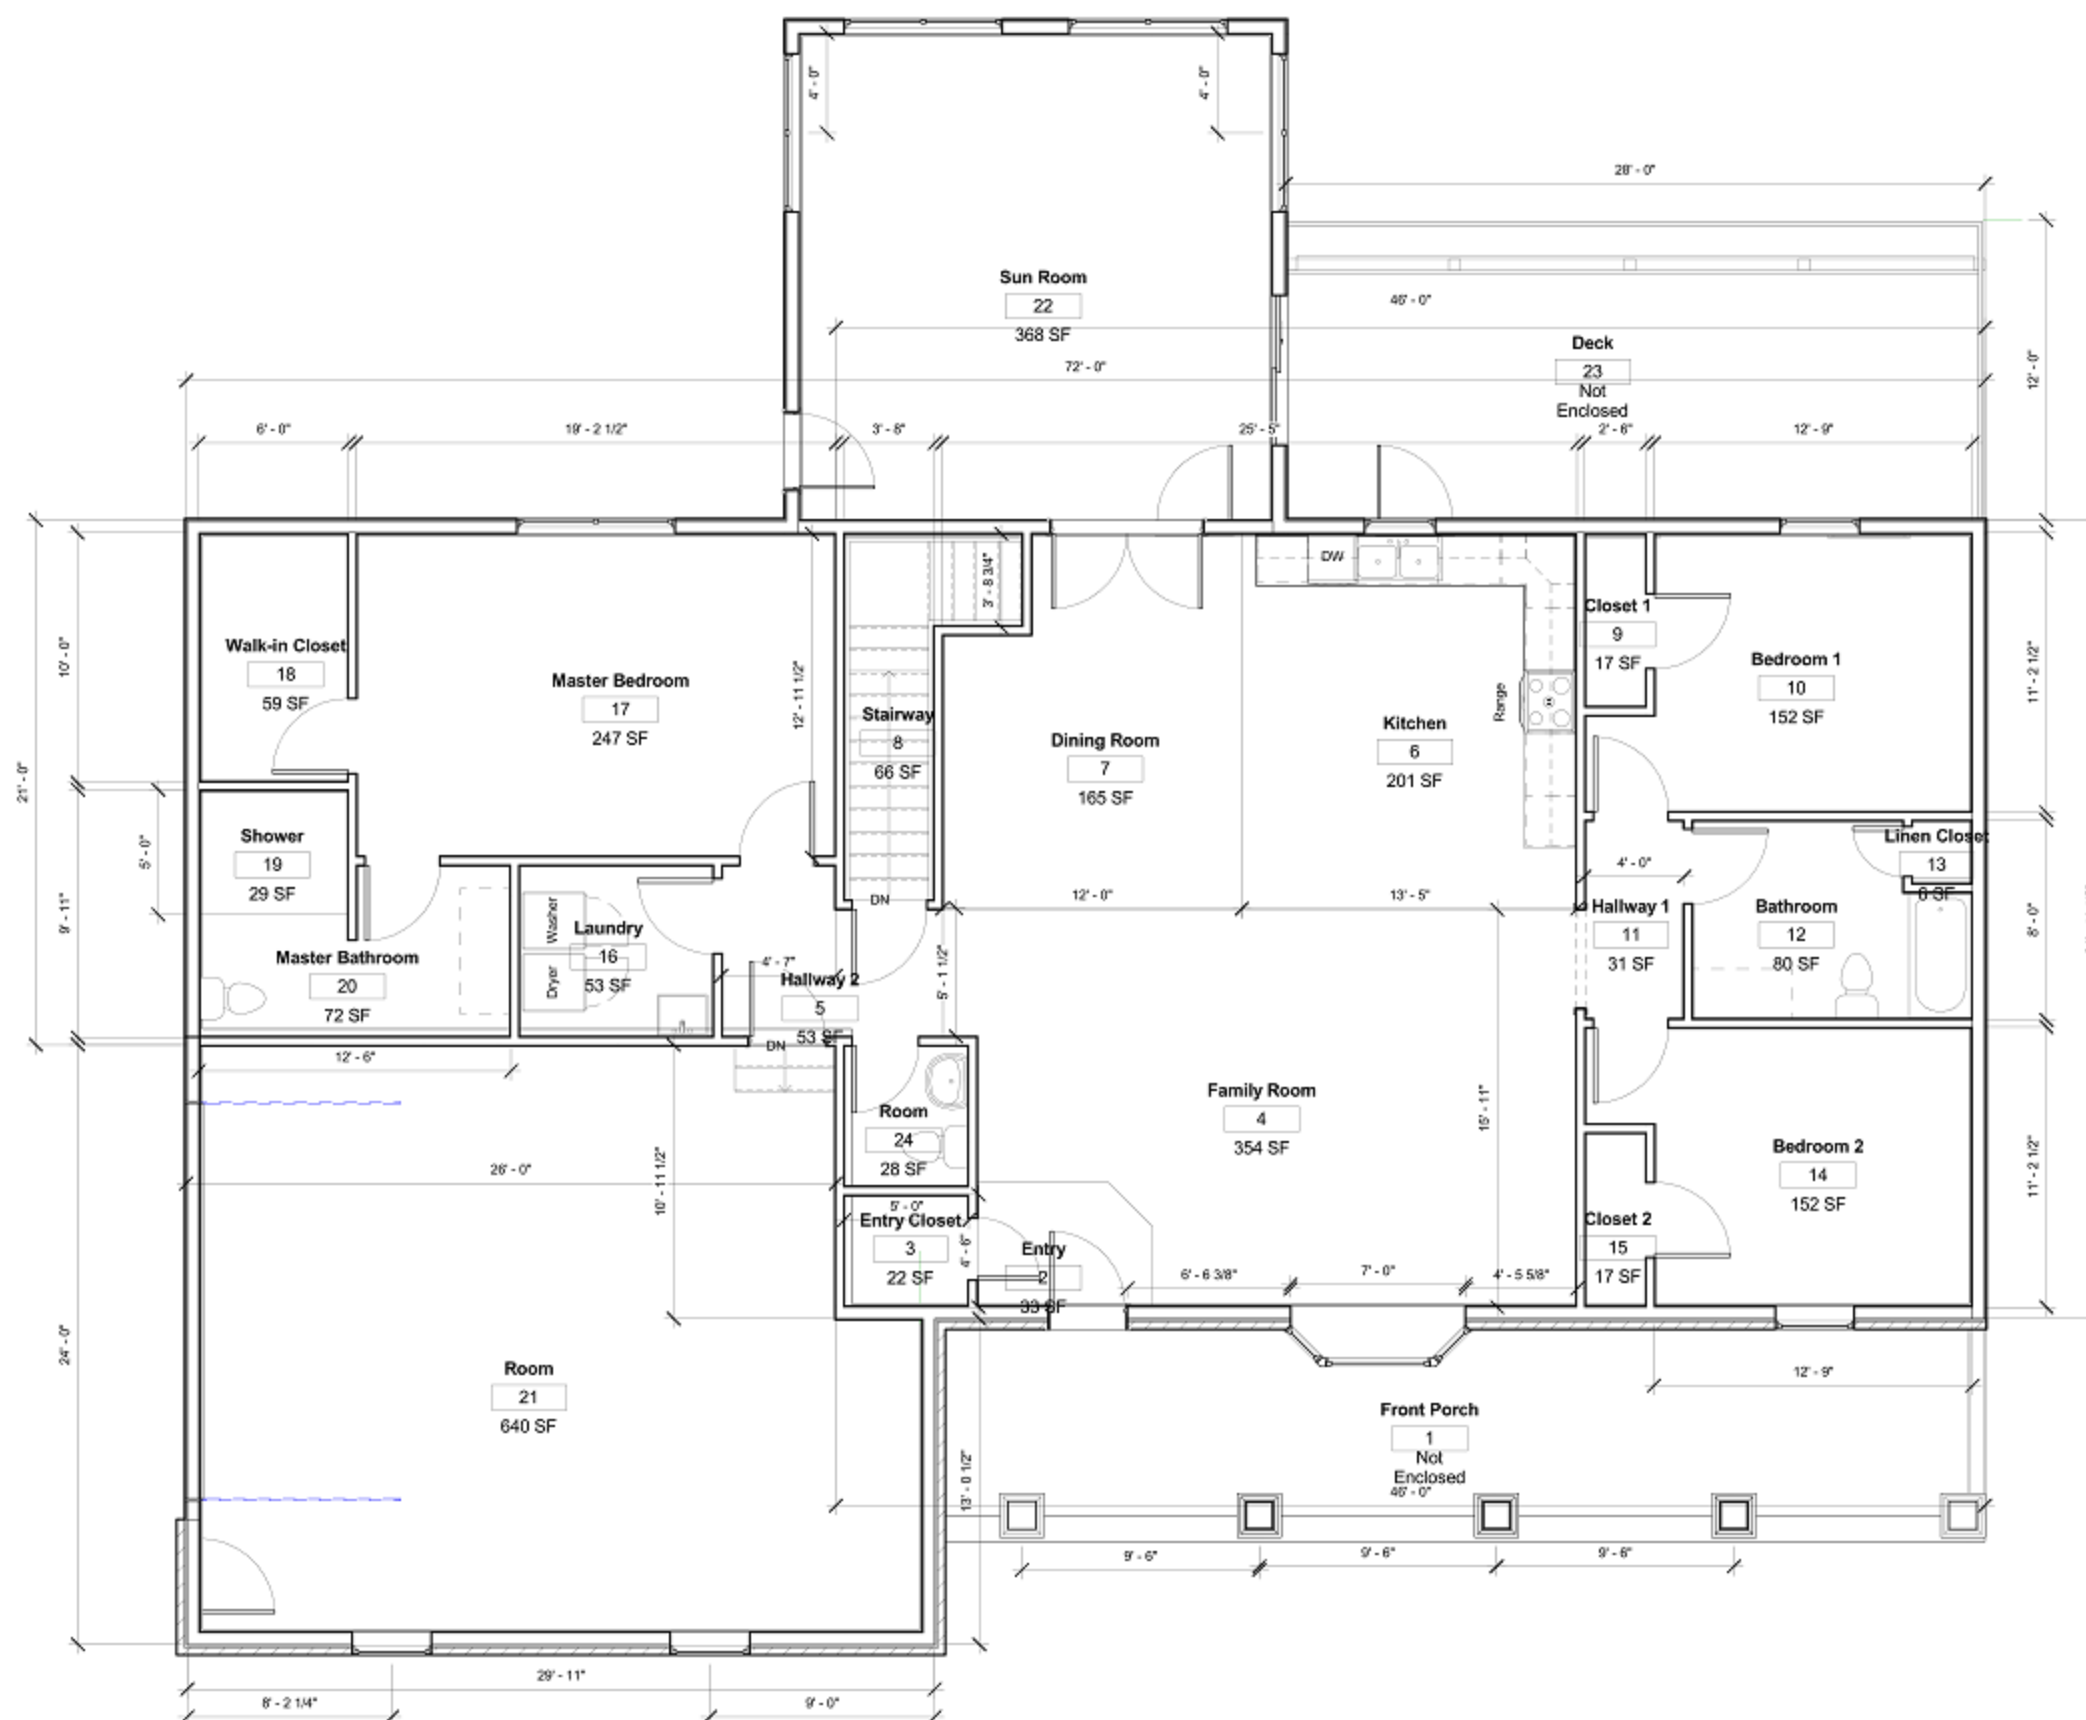 4' - 0"
4' - 0"
28' - 0"
Sun Room
22
368 SF
46' - 0"
Deck
23
Not
Enclosed
72' - 0"
12' - 0"
6' - 0"
19' - 2 1/2"
3' - 8"
25' - 5"
2' - 6"
12' - 9"
DW
3' - 8 3/4"
Closet 1
9
17 SF
Walk-in Closet
18
59 SF
10' - 0"
21' - 0"
Master Bedroom
17
247 SF
12' - 11 1/2"
Stairway
8
66 SF
Dining Room
7
165 SF
Kitchen
6
201 SF
Range
Bedroom 1
10
152 SF
11' - 2 1/2"
Shower
19
29 SF
5' - 0"
9' - 11"
DN
12' - 0"
13' - 5"
4' - 0"
Linen Closet
13
6 SF
Hallway 1
11
31 SF
Bathroom
12
80 SF
8' - 0"
Washer
Dryer
Laundry
16
53 SF
Master Bathroom
20
72 SF
4' - 7"
Hallway 2
5
53 SF
5' - 1 1/2"
DN
12' - 6"
Room
24
28 SF
Family Room
4
354 SF
15' - 11"
Bedroom 2
14
152 SF
11' - 2 1/2"
26' - 0"
10' - 11 1/2"
5' - 0"
Entry Closet
3
22 SF
4' - 6"
Entry
2
33 SF
6' - 6 3/8"
7' - 0"
4' - 5 5/8"
Closet 2
15
17 SF
24' - 0"
Room
21
640 SF
12' - 9"
Front Porch
1
Not
Enclosed
46' - 0"
13' - 0 1/2"
9' - 6"
9' - 6"
9' - 6"
29' - 11"
8' - 2 1/4"
9' - 0"